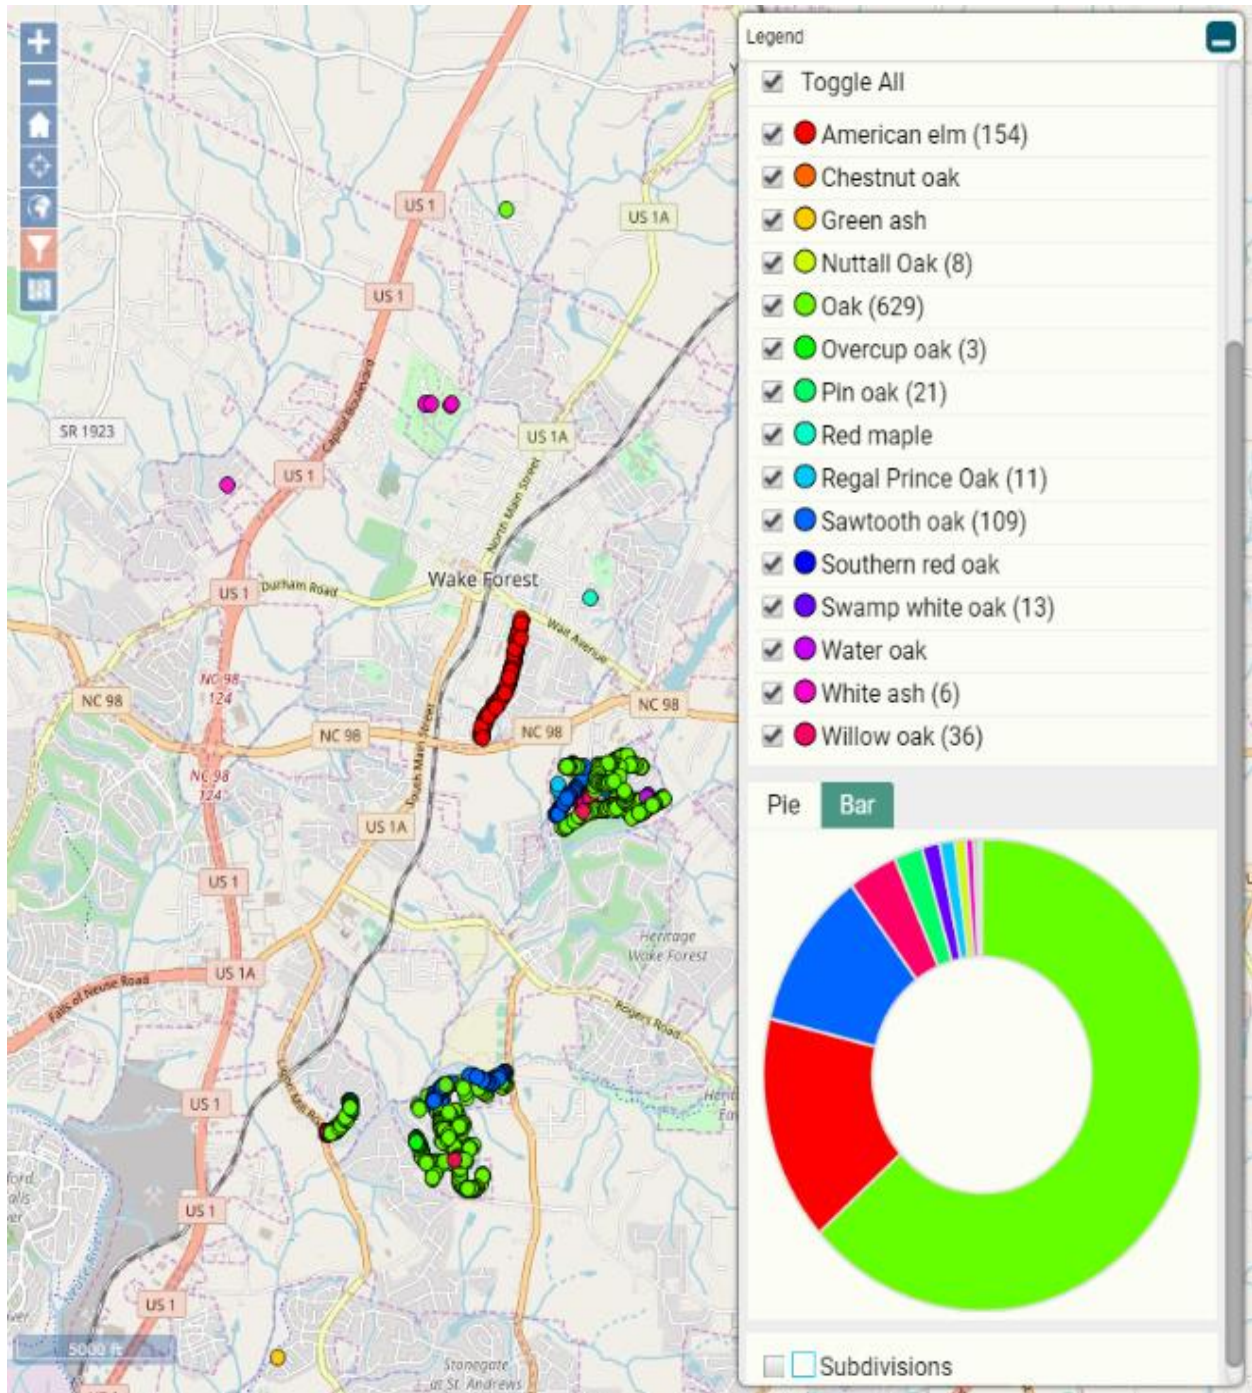 Legend
Toggle All
American elm (154)
Chestnut oak
Green ash
Nuttall Oak (8)
Oak (629)
Overcup oak (3)
Pin oak (21)
Red maple
Regal Prince Oak (11)
Sawtooth oak (109)
Southern red oak
Swamp white oak (13)
Water oak
White ash (6)
Willow oak (36)
Pie
Bar
Subdivisions
US 1
US 1A
US 1
Capital Boulevard
SR 1923
US 1A
US 1
North Main Street
Wake Forest
US 1
Durham Road
Wait Avenue
NC 98
124
NC 98
NC 98
NC 98
NC 98
NC 98
124
South Main Street
US 1A
US 1
Heritage
Wake Forest
US 1A
Falls of Neuse Road
Rogers Road
US 1
Ligon Mill Road
US 1
Neuse River
US 1
5000 ft
Stonegate
at St Andrews